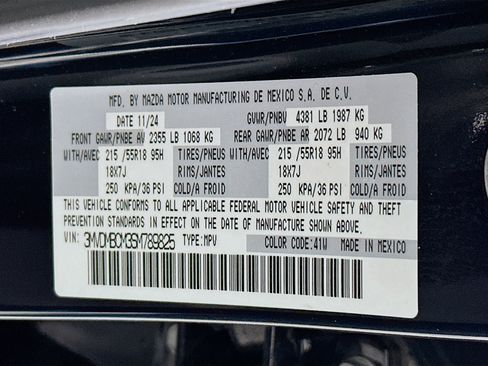 MFD. BY MAZDA MOTOR MANUFACTURING DE MEXICO S.A. DE C.V.
DATE 11/24 GVWR/PNBV 4381 LB 1987 KG
FRONT GAWR/PNBE AV 2355 LB 1068 KG REAR GAWR/PNBE AR 2072 LB 940 KG
WITH/AVEC 215 /55R18 95H TIRES/PNEUS WITH/AVEC 215 /55R18 95H TIRES/PNEUS
18X7J RIMS/JANTES 18X7J RIMS/JANTES
250 KPA/36 PSI COLD/A FROID 250 KPA/36 PSI COLD/A FROID
THIS VEHICLE CONFORMS TO ALL APPLICABLE FEDERAL MOTOR VEHICLE SAFETY AND THEFT
PREVENTION STANDARDS IN EFFECT ON THE DATE OF MANUFACTURE SHOWN ABOVE.
VIN: 3MVDMBCM3SM789825 TYPE:MPV COLOR CODE:41W MADE IN MEXICO